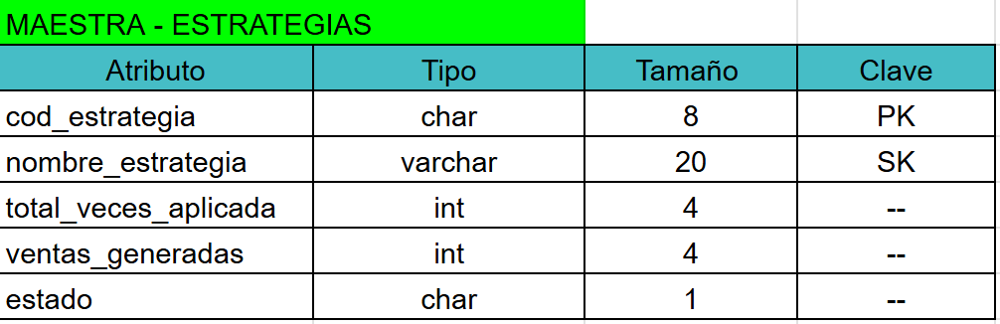 MAESTRA - ESTRATEGIAS
Atributo Tipo Tamaño Clave
cod_estrategia char 8 PK
nombre_estrategia varchar 20 SK
total_veces_aplicada int 4 --
ventas_generadas int 4 --
estado char 1 --